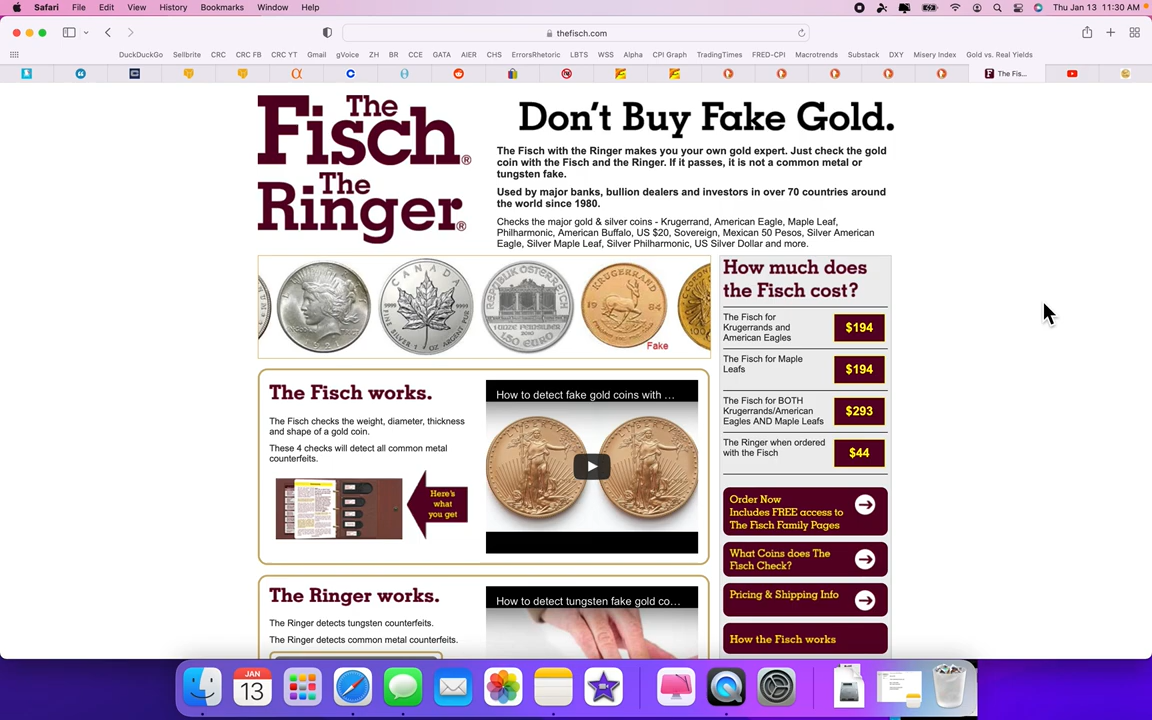 Safari File Edit View History Bookmarks Window Help
Thu Jan 13 11:30 AM
thefisch.com
DuckDuckGo Sellbrite CRC CRC FB CRC YT Gmail gVoice ZH BR CCE GATA AIER CHS ErrorsRhetoric LBTS WSS Alpha CPI Graph TradingTimes FRED-CPI Macrotrends Substack DXY Misery Index Gold vs. Real Yields
The Fis...
The
Fisch®
The
Ringer®
Don't Buy Fake Gold.
The Fisch with the Ringer makes you your own gold expert. Just check the gold
coin with the Fisch and the Ringer. If it passes, it is not a common metal or
tungsten fake.
Used by major banks, bullion dealers and investors in over 70 countries around
the world since 1980.
Checks the major gold & silver coins - Krugerrand, American Eagle, Maple Leaf,
Philharmonic, American Buffalo, US $20, Sovereign, Mexican 50 Pesos, Silver American
Eagle, Silver Maple Leaf, Silver Philharmonic, US Silver Dollar and more.
CANADA
REPUBLIK OSTERREICH
KRUGERRAND
19 84
Fake
How much does
the Fisch cost?
The Fisch for
Krugerrands and
American Eagles
$194
The Fisch for Maple
Leafs
$194
The Fisch for BOTH
Krugerrands/American
Eagles AND Maple Leafs
$293
The Ringer when ordered
with the Fisch
$44
Order Now
Includes FREE access to
The Fisch Family Pages
What Coins does The
Fisch Check?
Pricing & Shipping Info
How the Fisch works
The Fisch works.
The Fisch checks the weight, diameter, thickness
and shape of a gold coin.
These 4 checks will detect all common metal
counterfeits.
Here's
what
you get
How to detect fake gold coins with ...
The Ringer works.
The Ringer detects tungsten counterfeits.
The Ringer detects common metal counterfeits.
How to detect tungsten fake gold co...
JAN
13